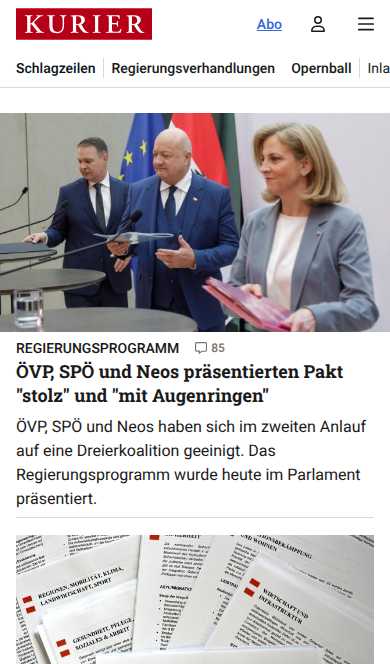 KURIER
Abo
Schlagzeilen
Regierungsverhandlungen
Opernball
Inla
REGIERUNGSPROGRAMM
85
ÖVP, SPÖ und Neos präsentierten Pakt
"stolz" und "mit Augenringen"
ÖVP, SPÖ und Neos haben sich im zweiten Anlauf
auf eine Dreierkoalition geeinigt. Das
Regierungsprogramm wurde heute im Parlament
präsentiert.
REGIONEN, MOBILITÄT, KLIMA,
LANDWIRTSCHAFT, SPORT
GESUNDHEIT, PFLEGE,
SOZIALES & ARBEIT
UND WOHNEN
WIRTSCHAFT UND
INFRASTRUKTUR